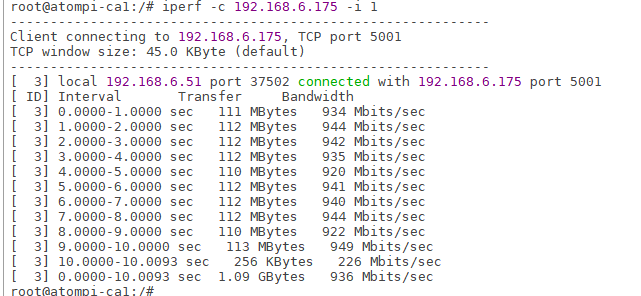 root@atompi-ca1:/# iperf -c 192.168.6.175 -i 1
------------------------------------------------------------
Client connecting to 192.168.6.175, TCP port 5001
TCP window size: 45.0 KByte (default)
------------------------------------------------------------
[  3] local 192.168.6.51 port 37502 connected with 192.168.6.175 port 5001
[ ID] Interval       Transfer     Bandwidth
[  3] 0.0000-1.0000 sec   111 MBytes   934 Mbits/sec
[  3] 1.0000-2.0000 sec   112 MBytes   944 Mbits/sec
[  3] 2.0000-3.0000 sec   112 MBytes   942 Mbits/sec
[  3] 3.0000-4.0000 sec   112 MBytes   935 Mbits/sec
[  3] 4.0000-5.0000 sec   110 MBytes   920 Mbits/sec
[  3] 5.0000-6.0000 sec   112 MBytes   941 Mbits/sec
[  3] 6.0000-7.0000 sec   112 MBytes   940 Mbits/sec
[  3] 7.0000-8.0000 sec   112 MBytes   944 Mbits/sec
[  3] 8.0000-9.0000 sec   110 MBytes   922 Mbits/sec
[  3] 9.0000-10.0000 sec   113 MBytes   949 Mbits/sec
[  3] 10.0000-10.0093 sec   256 KBytes   226 Mbits/sec
[  3] 0.0000-10.0093 sec  1.09 GBytes   936 Mbits/sec
root@atompi-ca1:/#